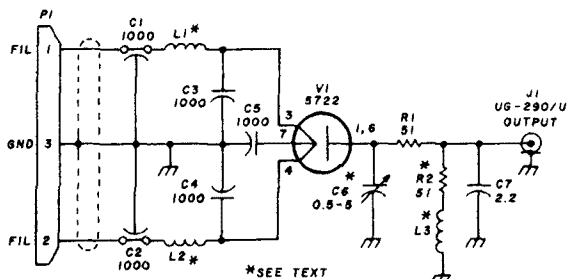 P1
FIL 1
GND 3
FIL 2
C1
1000
L1*
C3
1000
C5
1000
C4
1000
C2
1000
L2*
V1
5722
3
7
4
1,6
*
C6
0.5-5
R1
51
*
R2
51
*
L3
C7
2.2
J1
UG-290/U
OUTPUT
*SEE TEXT